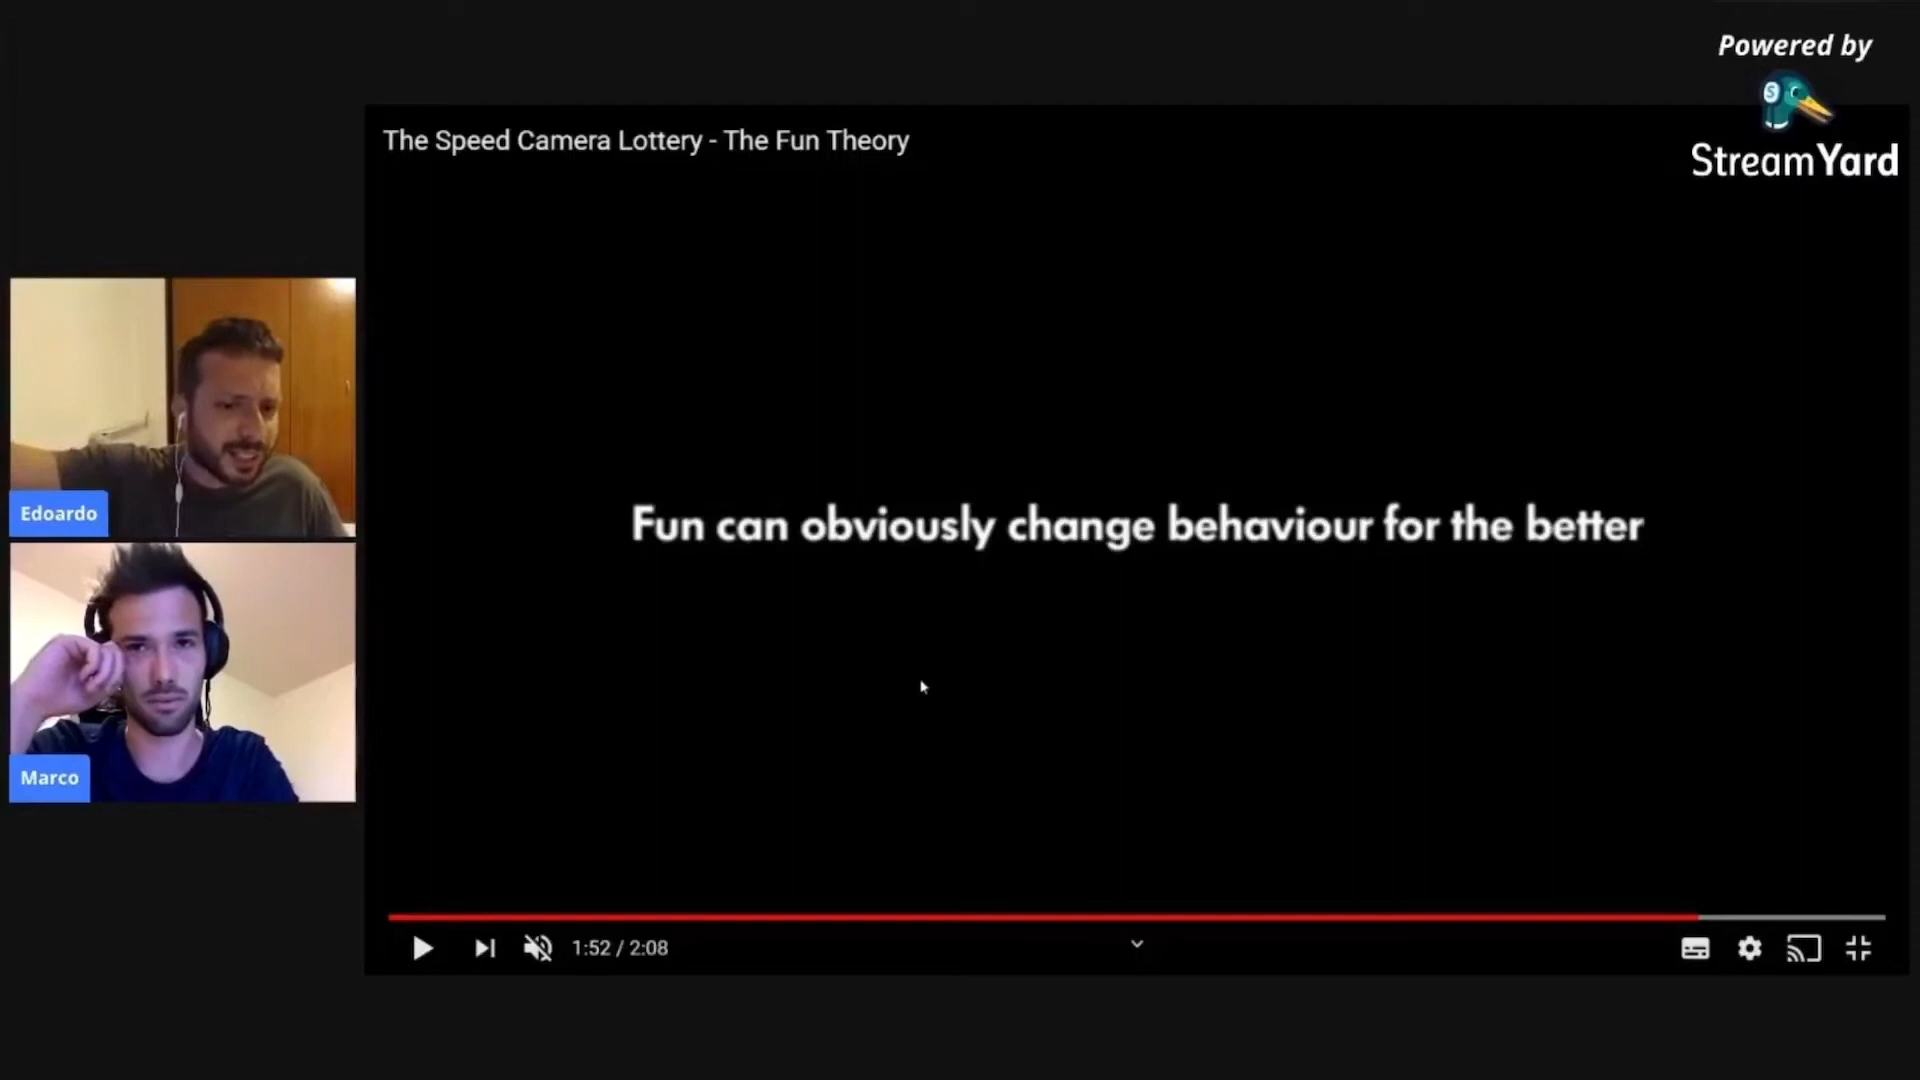 Powered by
StreamYard
The Speed Camera Lottery - The Fun Theory
Edoardo
Fun can obviously change behaviour for the better
Marco
1:52 / 2:08